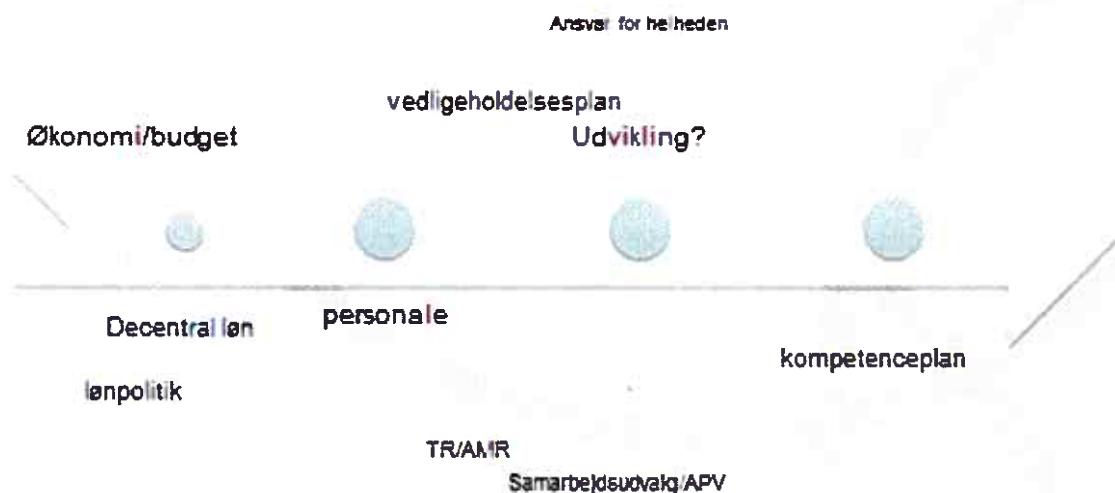 Ansvar for helheden
vedligeholdelsesplan
Økonomi/budget
Udvikling?
Decentral løn
personale
kompetenceplan
lønpolitik
TR/AMR
Samarbejdsudvalg/APV